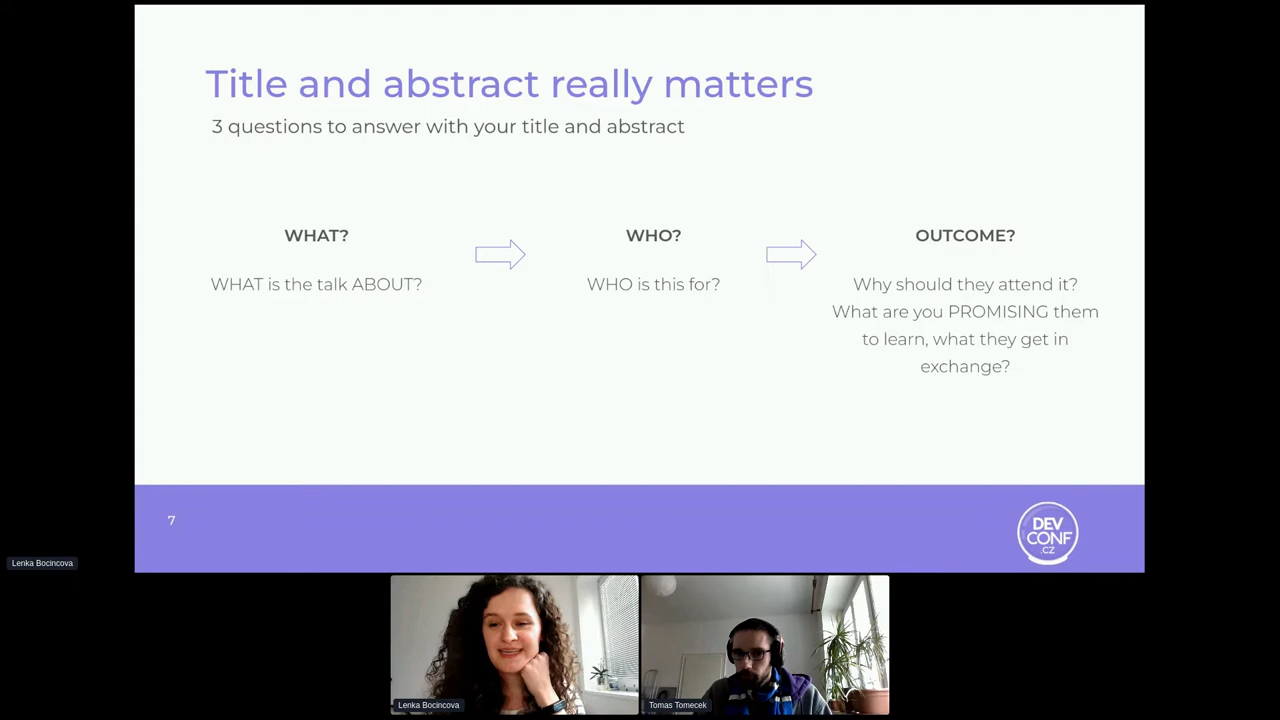 Title and abstract really matters
3 questions to answer with your title and abstract
WHAT?
WHAT is the talk ABOUT?
WHO?
WHO is this for?
OUTCOME?
Why should they attend it?
What are you PROMISING them
to learn, what they get in
exchange?
7
DEV
CONF
.CZ
Lenka Bocincova
Lenka Bocincova
Tomas Tomecek